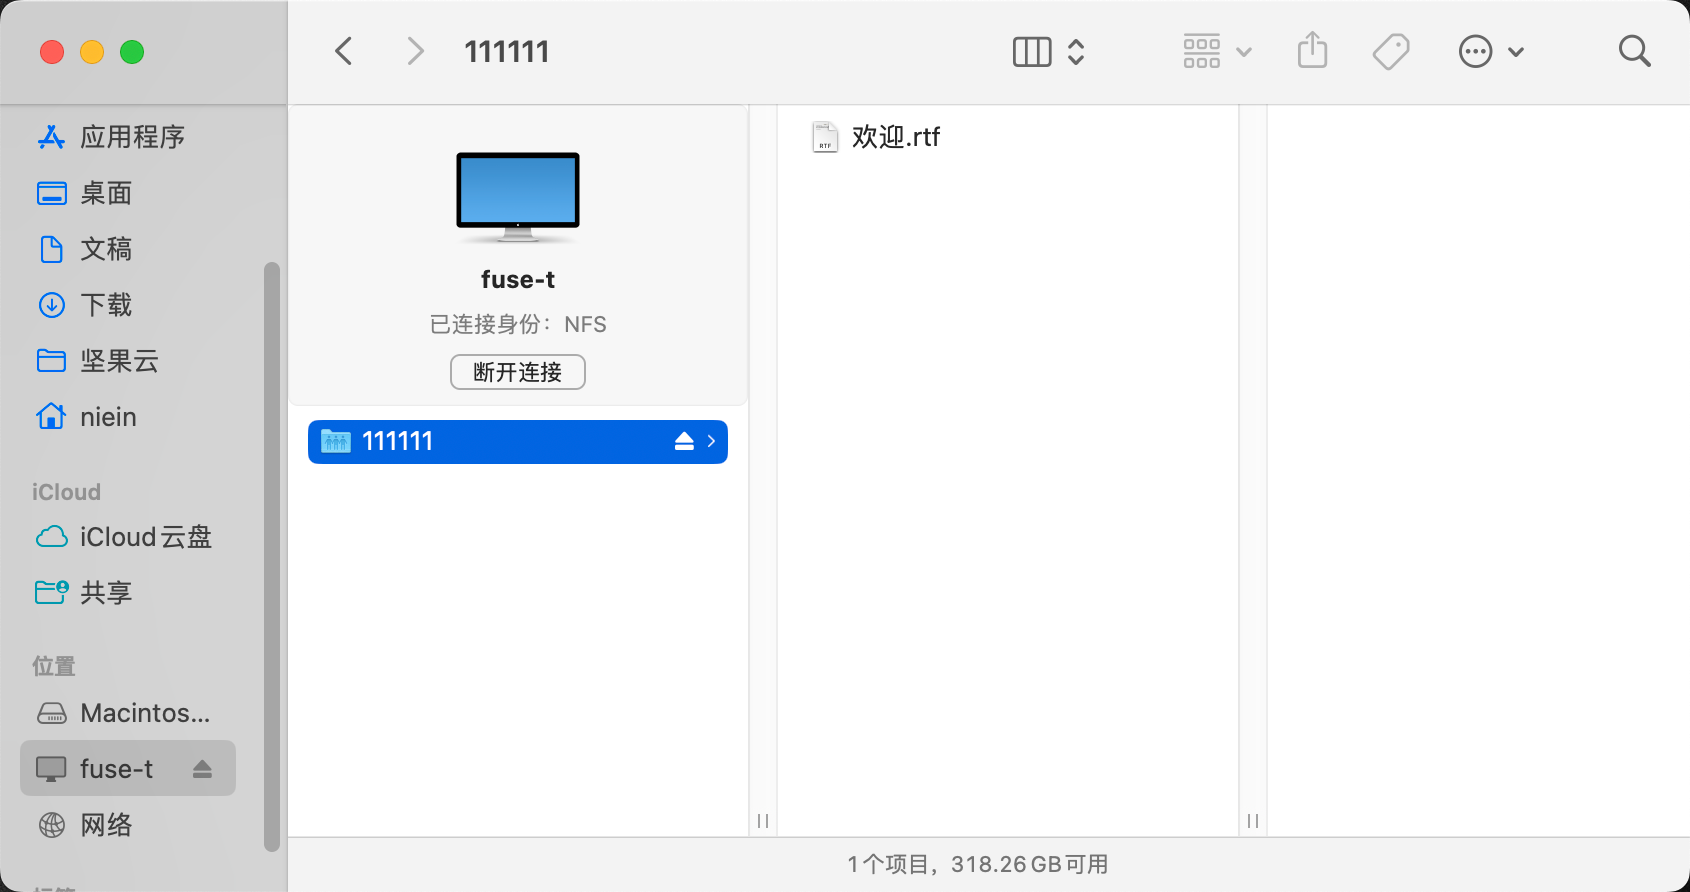 111111
应用程序
桌面
文稿
下载
坚果云
niein
iCloud
iCloud云盘
共享
位置
Macintos...
fuse-t
网络
fuse-t
已连接身份：NFS
断开连接
111111
欢迎.rtf
RTF
1个项目，318.26 GB可用